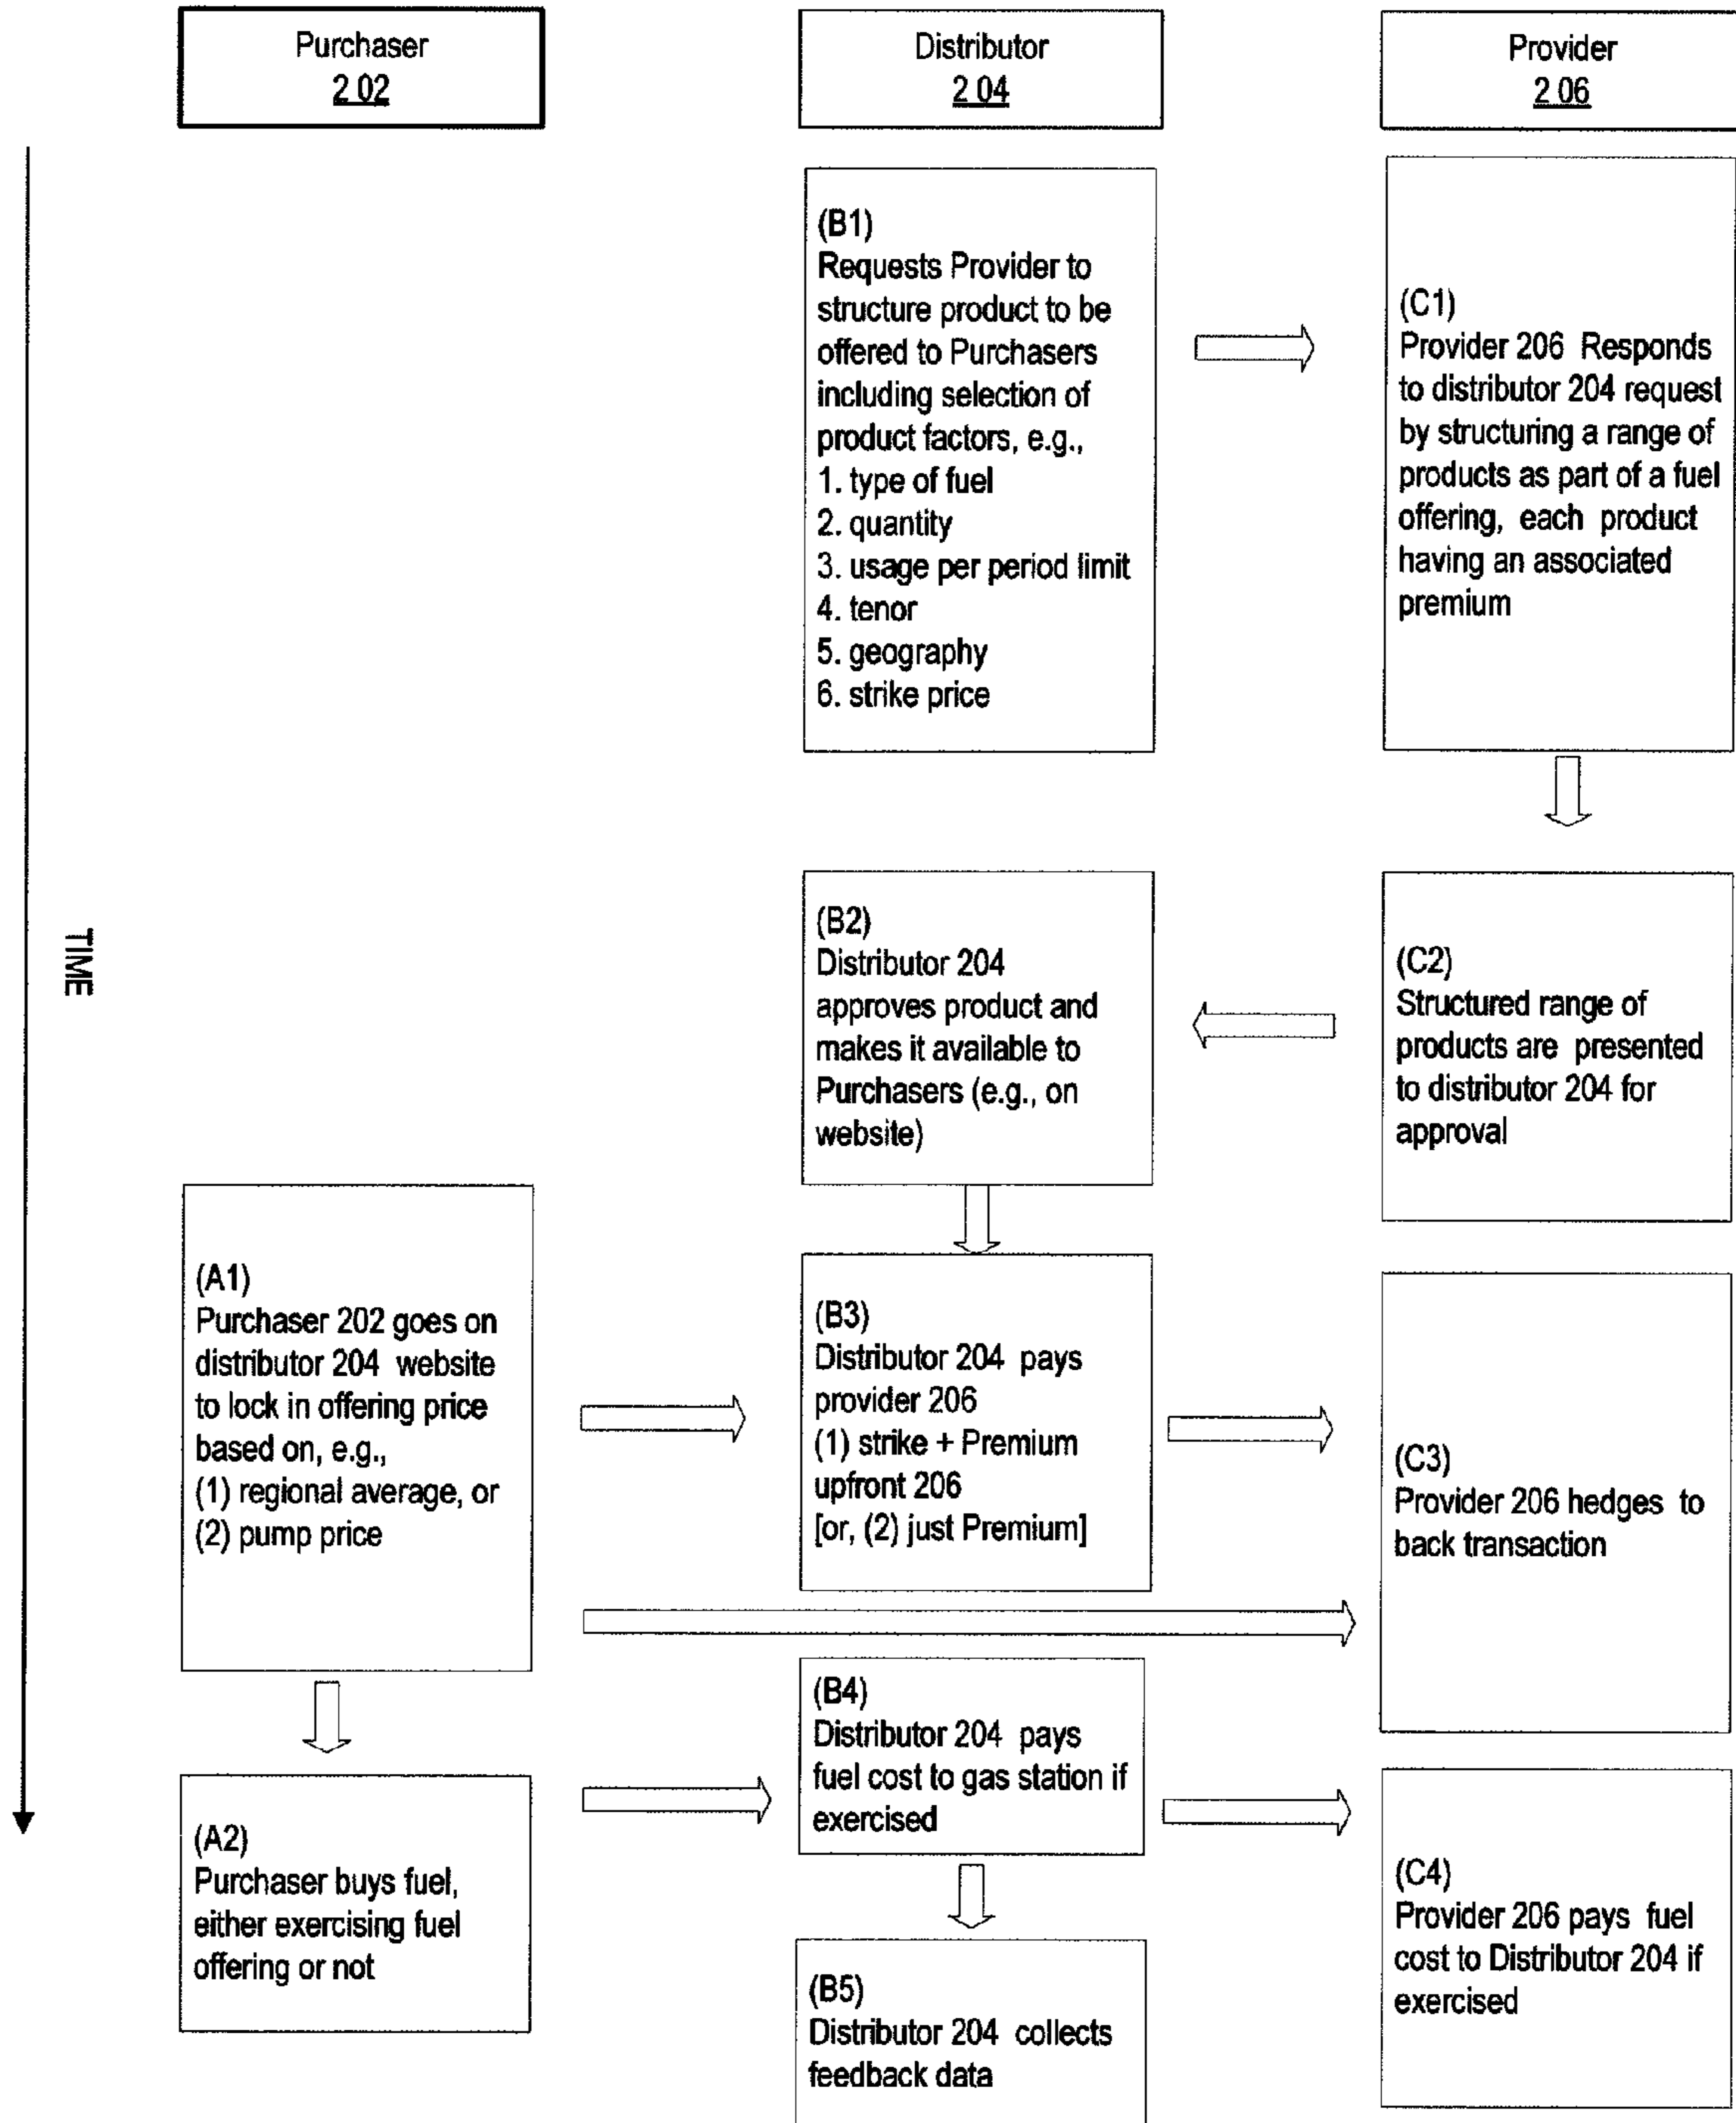 Purchaser
2 02
Distributor
2 04
Provider
2 06
TIME
(B1)
Requests Provider to
structure product to be
offered to Purchasers
including selection of
product factors, e.g.,
1. type of fuel
2. quantity
3. usage per period limit
4. tenor
5. geography
6. strike price
(C1)
Provider 206 Responds
to distributor 204 request
by structuring a range of
products as part of a fuel
offering, each product
having an associated
premium
(B2)
Distributor 204
approves product and
makes it available to
Purchasers (e.g., on
website)
(C2)
Structured range of
products are presented
to distributor 204 for
approval
(A1)
Purchaser 202 goes on
distributor 204 website
to lock in offering price
based on, e.g.,
(1) regional average, or
(2) pump price
(B3)
Distributor 204 pays
provider 206
(1) strike + Premium
upfront 206
[or, (2) just Premium]
(C3)
Provider 206 hedges to
back transaction
(B4)
Distributor 204 pays
fuel cost to gas station if
exercised
(A2)
Purchaser buys fuel,
either exercising fuel
offering or not
(C4)
Provider 206 pays fuel
cost to Distributor 204 if
exercised
(B5)
Distributor 204 collects
feedback data